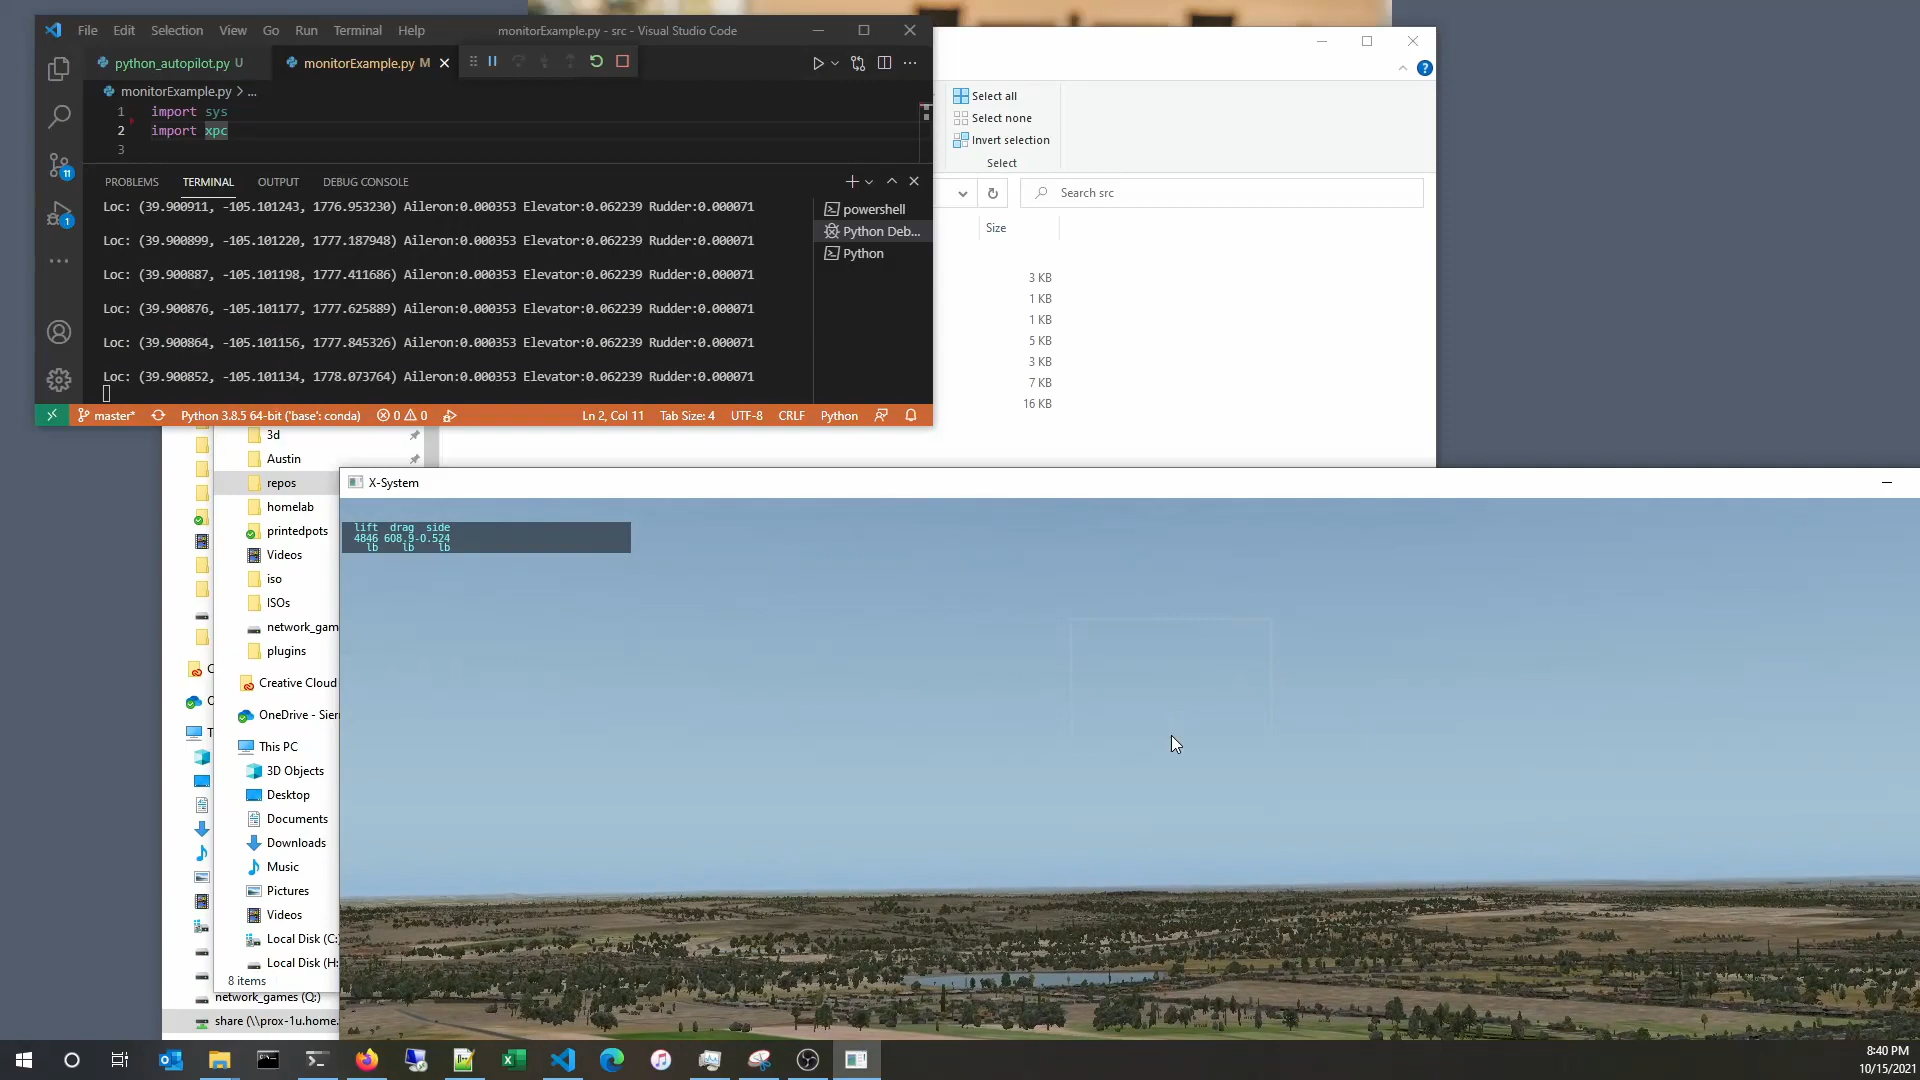 File Edit Selection View Go Run Terminal Help monitorExample.py - src - Visual Studio Code
python_autopilot.py U monitorExample.py M
monitorExample.py > ...
1 import sys
2 import xpc
3
PROBLEMS TERMINAL OUTPUT DEBUG CONSOLE
Loc: (39.900911, -105.101243, 1776.953230) Aileron:0.000353 Elevator:0.062239 Rudder:0.000071
Loc: (39.900899, -105.101220, 1777.187948) Aileron:0.000353 Elevator:0.062239 Rudder:0.000071
Loc: (39.900887, -105.101198, 1777.411686) Aileron:0.000353 Elevator:0.062239 Rudder:0.000071
Loc: (39.900876, -105.101177, 1777.625889) Aileron:0.000353 Elevator:0.062239 Rudder:0.000071
Loc: (39.900864, -105.101156, 1777.845326) Aileron:0.000353 Elevator:0.062239 Rudder:0.000071
Loc: (39.900852, -105.101134, 1778.073764) Aileron:0.000353 Elevator:0.062239 Rudder:0.000071
powershell
Python Deb...
Python
11
1
master* Python 3.8.5 64-bit ('base': conda) 0 0 Ln 2, Col 11 Tab Size: 4 UTF-8 CRLF Python
Select all
Select none
Invert selection
Select
Search src
Size
3 KB
1 KB
1 KB
5 KB
3 KB
7 KB
16 KB
3d
Austin
repos
homelab
printedpots
Videos
iso
ISOs
network_gam
plugins
Creative Cloud
OneDrive - Sier
This PC
3D Objects
Desktop
Documents
Downloads
Music
Pictures
Videos
Local Disk (C:
Local Disk (H:
8 items
network_games (Q:)
share (\\prox-1u.home.
X-System
lift drag side
4846 608.9-0.524
lb lb lb
8:40 PM
10/15/2021